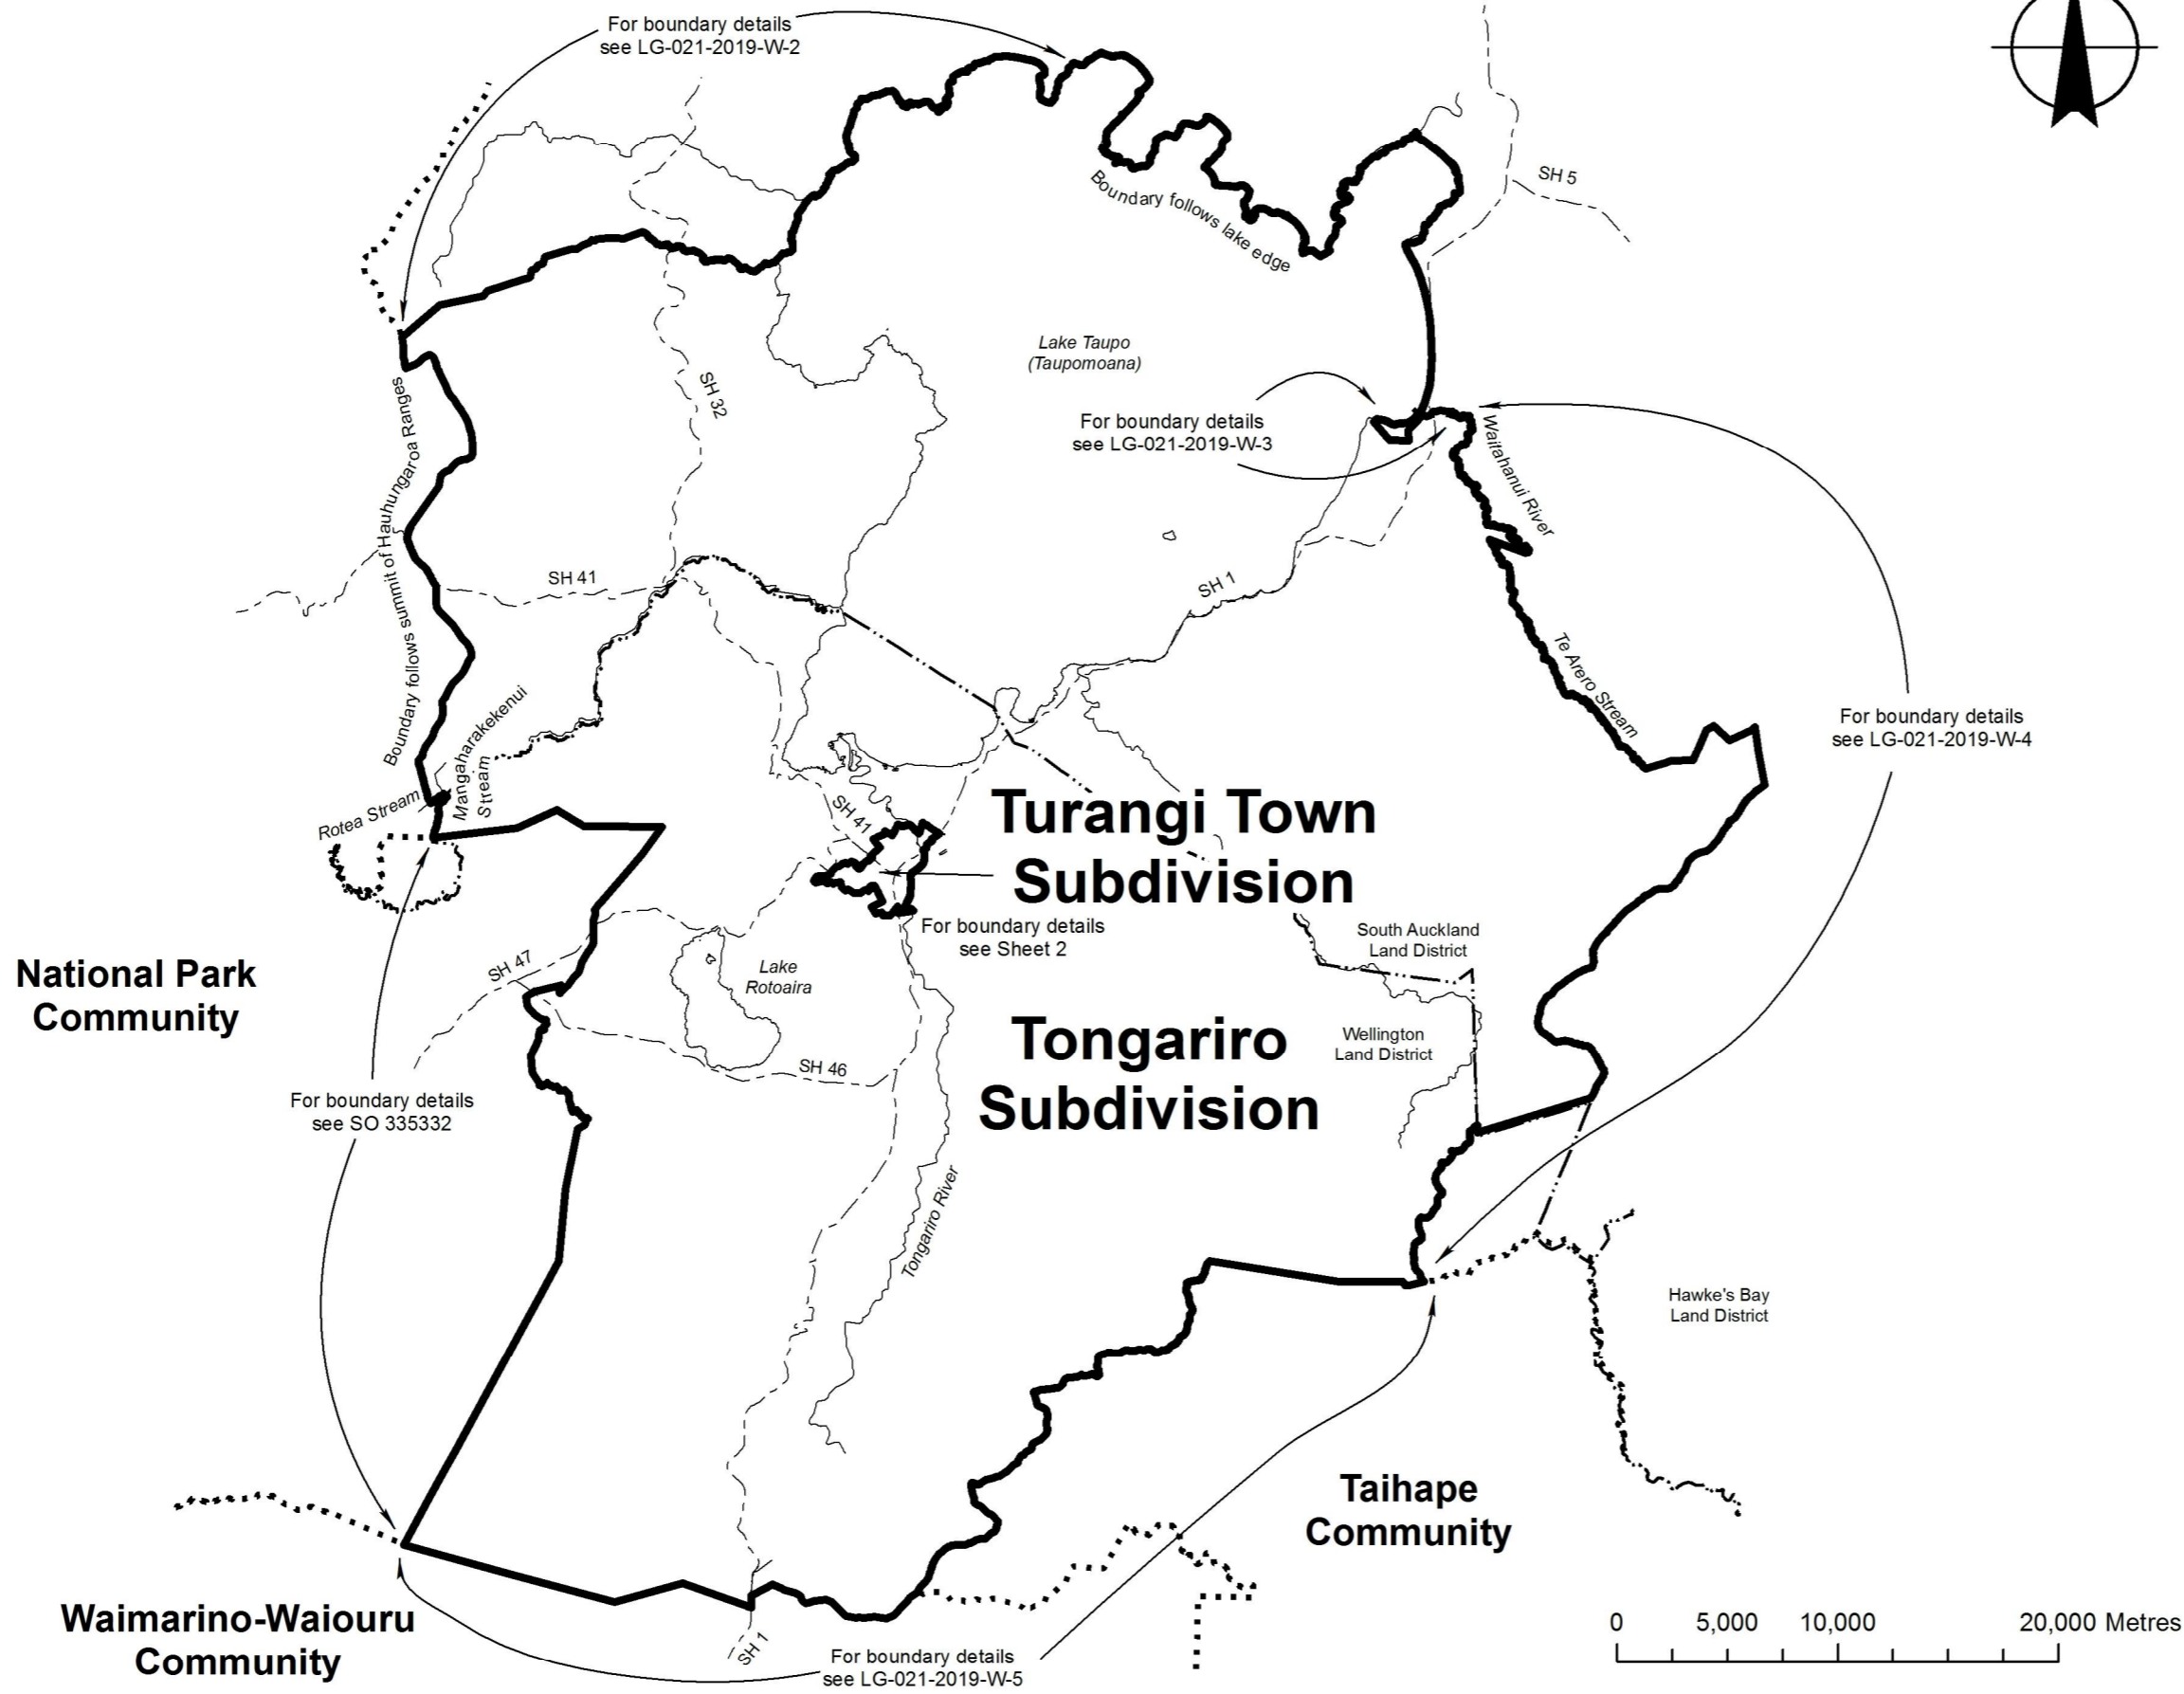 For boundary details
see LG-021-2019-W-2
SH 5
Boundary follows lake edge
Lake Taupo
(Taupomoana)
SH 32
For boundary details
see LG-021-2019-W-3
Waitahanui River
Boundary follows summit of Hauhungaroa Ranges
SH 41
SH 1
Te Arero Stream
For boundary details
see LG-021-2019-W-4
Mangaharakekenui
Stream
Rotea Stream
SH 41
Turangi Town
Subdivision
For boundary details
see Sheet 2
South Auckland
Land District
National Park
Community
SH 47
Lake
Rotoaira
Tongariro
Subdivision
Wellington
Land District
SH 46
For boundary details
see SO 335332
Tongariro River
Hawke's Bay
Land District
Taihape
Community
Waimarino-Waiouru
Community
SH 1
For boundary details
see LG-021-2019-W-5
0 5,000 10,000 20,000 Metres